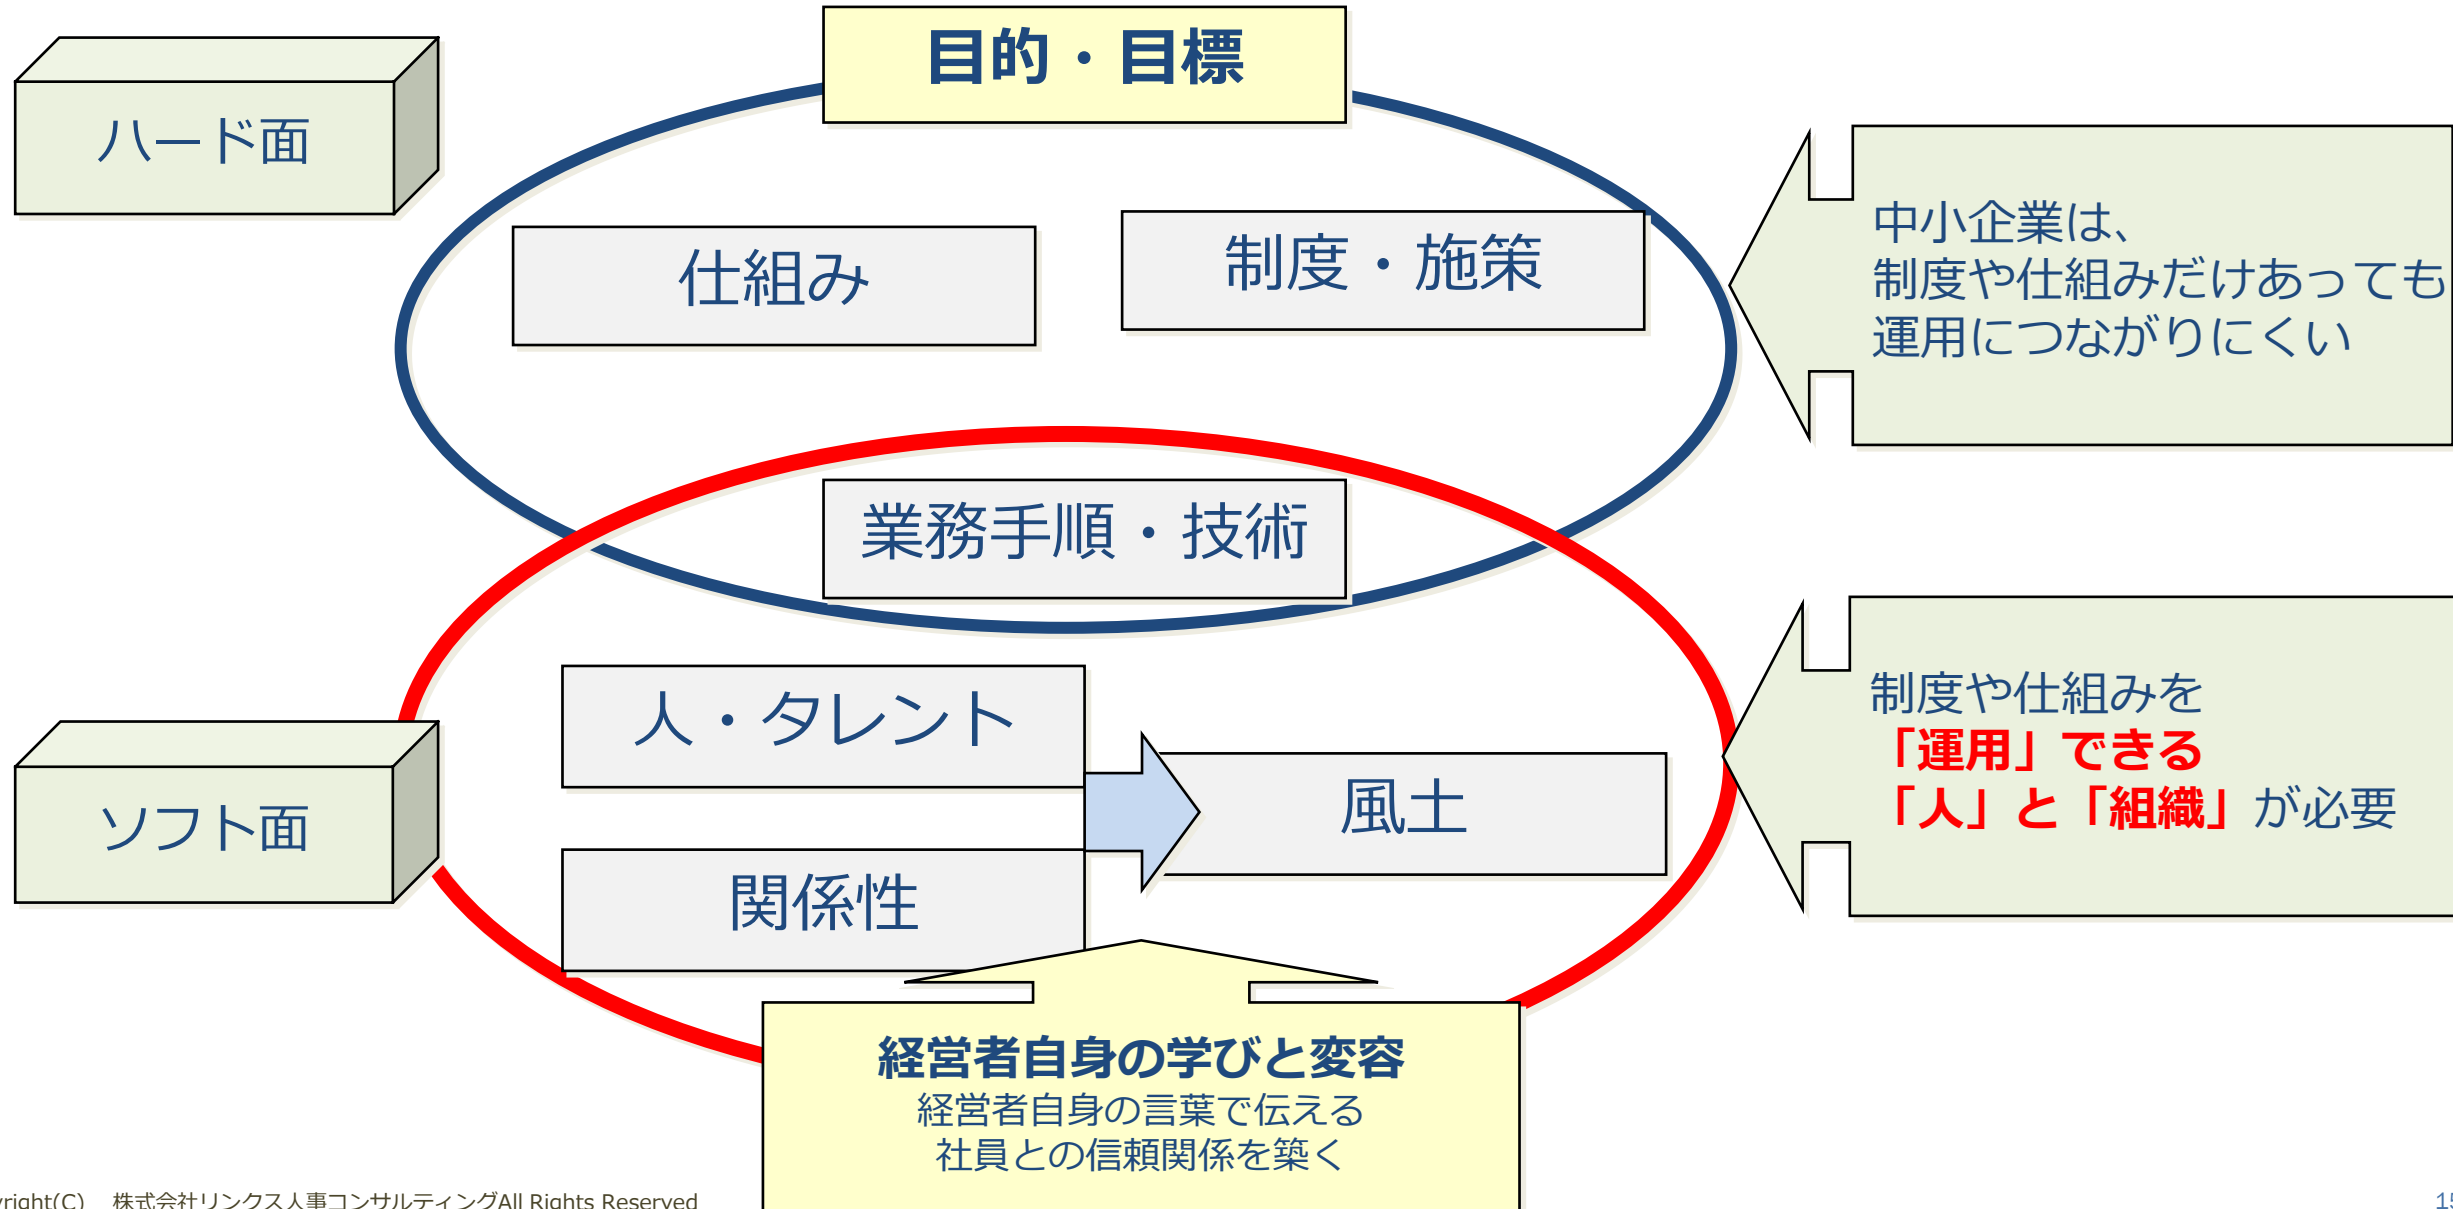 目的・目標
ハード面
仕組み
制度・施策
中小企業は、
制度や仕組みだけあっても
運用につながりにくい
業務手順・技術
人・タレント
風土
関係性
ソフト面
制度や仕組みを
「運用」できる
「人」と「組織」が必要
経営者自身の学びと変容
経営者自身の言葉で伝える
社員との信頼関係を築く
yright(C) 株式会社リンクス人事コンサルティングAll Rights Reserved
15